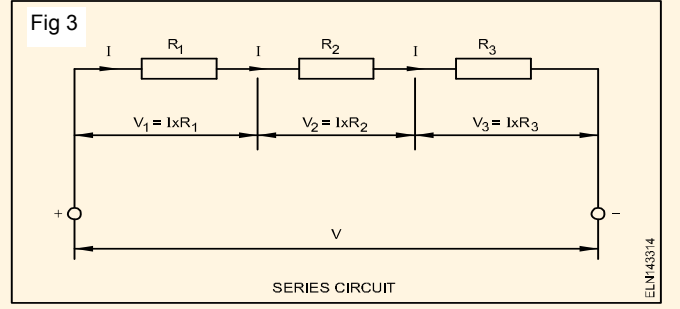 Fig 3
I R1 I R2 I R3
V1 = IxR1 V2 = IxR2 V3 = IxR3
+ −
V
SERIES CIRCUIT
ELN143314